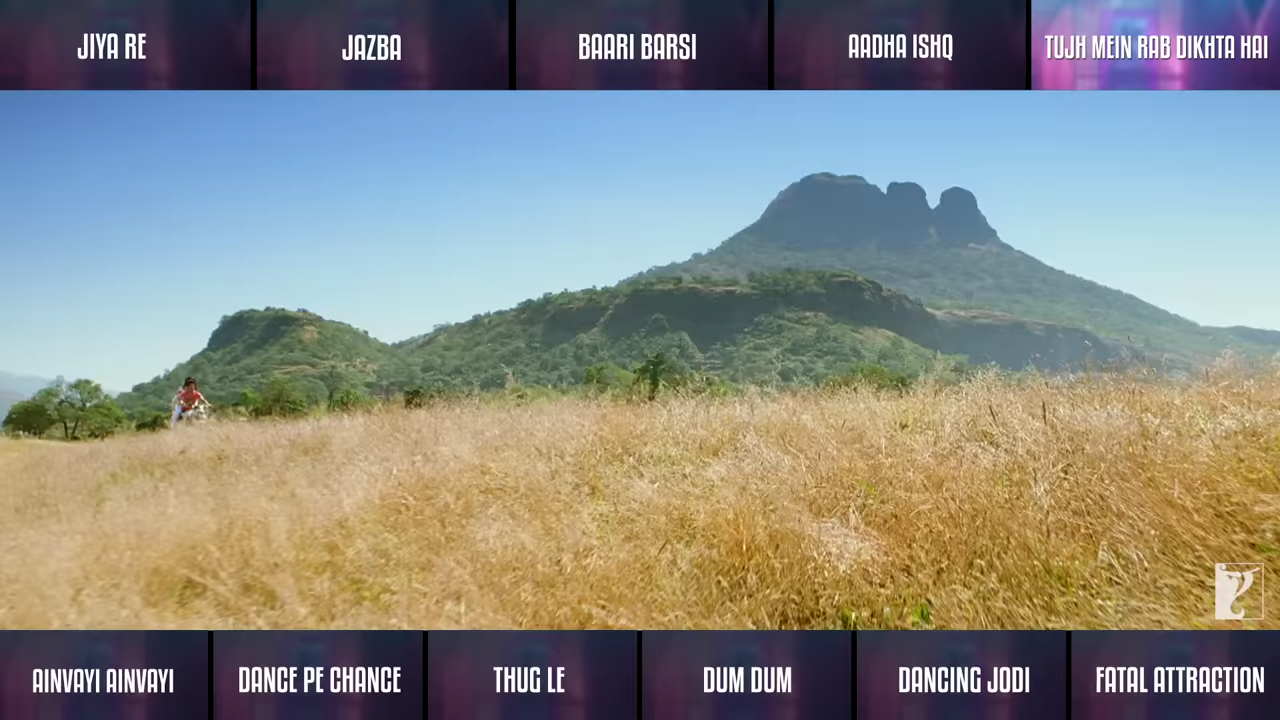 JIYA RE
JAZBA
BAARI BARSI
AADHA ISHQ
TUJH MEIN RAB DIKHTA HAI
AINVAYI AINVAYI
DANCE PE CHANCE
THUG LE
DUM DUM
DANCING JODI
FATAL ATTRACTION